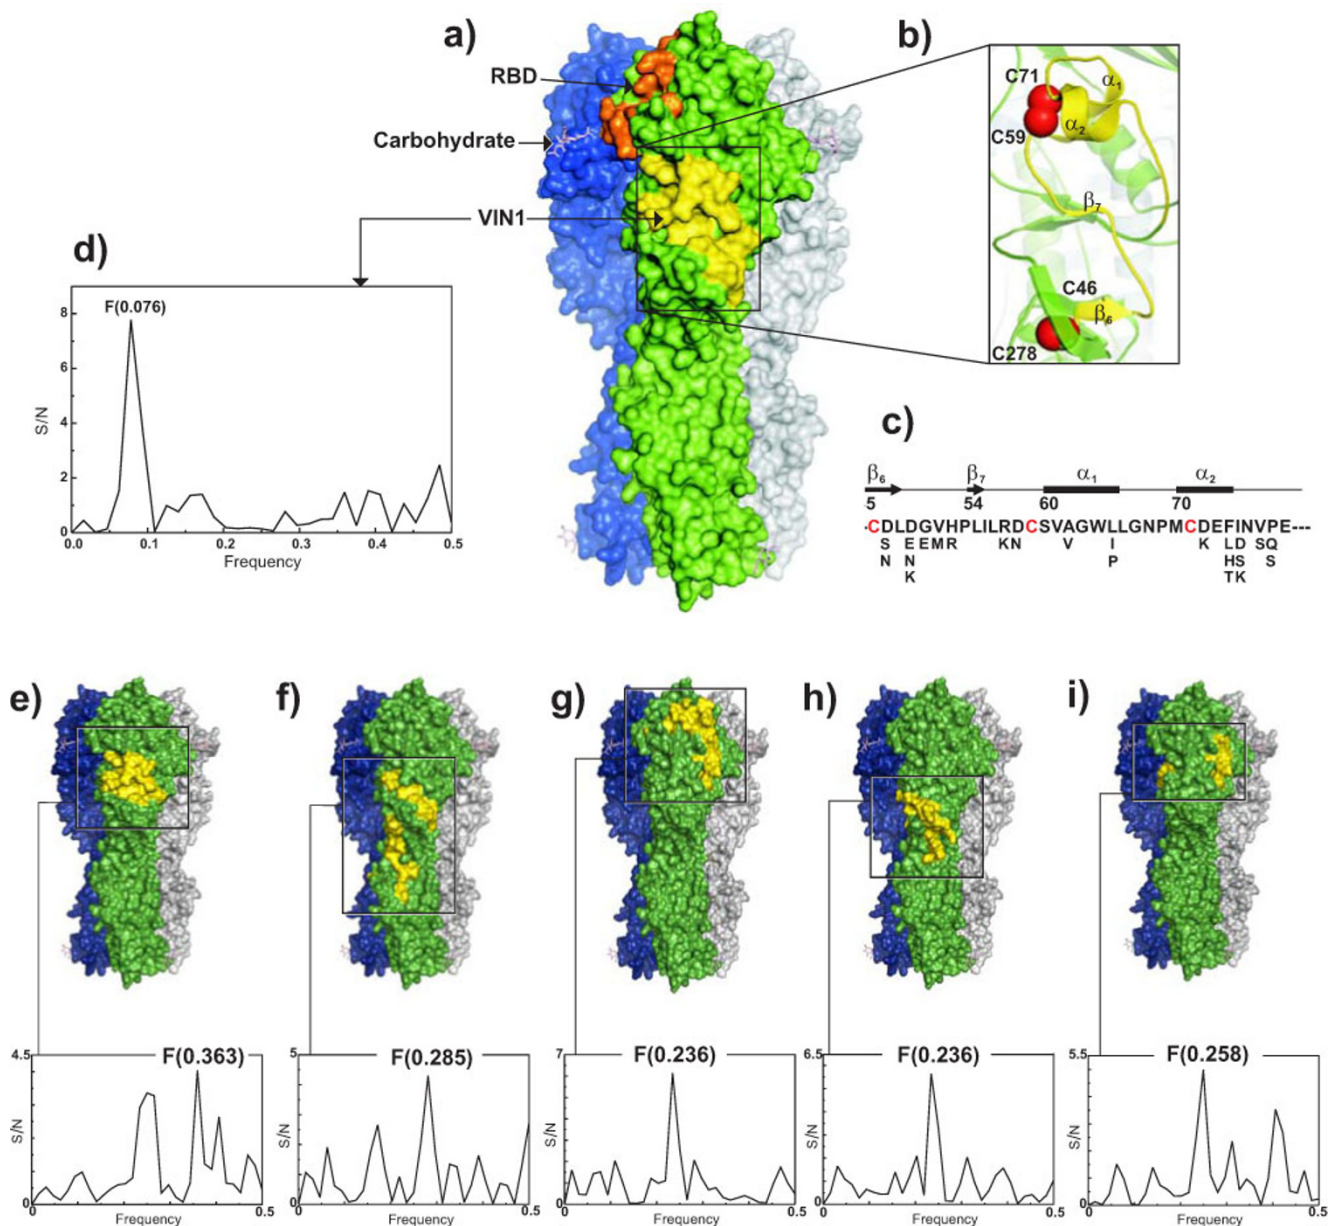 a)
RBD
Carbohydrate
VIN1
b)
C71
α1
α2
C59
β7
C46
β6
C278
c)
β6 β7 α1 α2
5 54 60 70
·CDLDGVHPLILRDCSVAGWLLGNPMCDEFINVPE---
S E EMR KN V I K LD SQ
N N P HS S
K TK
d)
F(0.076)
S/N
8
6
4
2
0
0.0 0.1 0.2 0.3 0.4 0.5
Frequency
e)
f)
g)
h)
i)
4.5 F(0.363)
S/N
0
Frequency 0.5
5 F(0.285)
S/N
0
Frequency 0.5
7 F(0.236)
S/N
0
Frequency 0.5
6.5 F(0.236)
S/N
0
Frequency 0.5
5.5 F(0.258)
S/N
0
Frequency 0.5